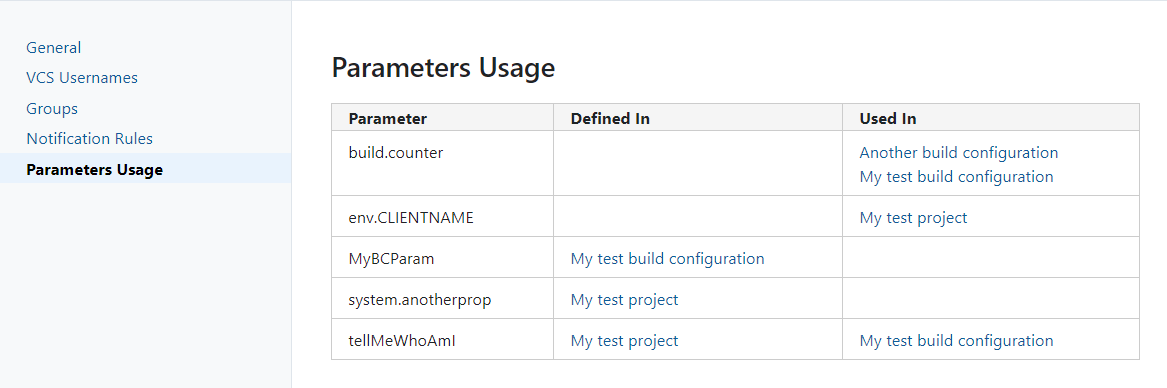 General
VCS Usernames
Groups
Notification Rules
Parameters Usage
Parameters Usage
Parameter Defined In Used In
build.counter Another build configuration
My test build configuration
env.CLIENTNAME My test project
MyBCParam My test build configuration
system.anotherprop My test project
tellMeWhoAmI My test project My test build configuration